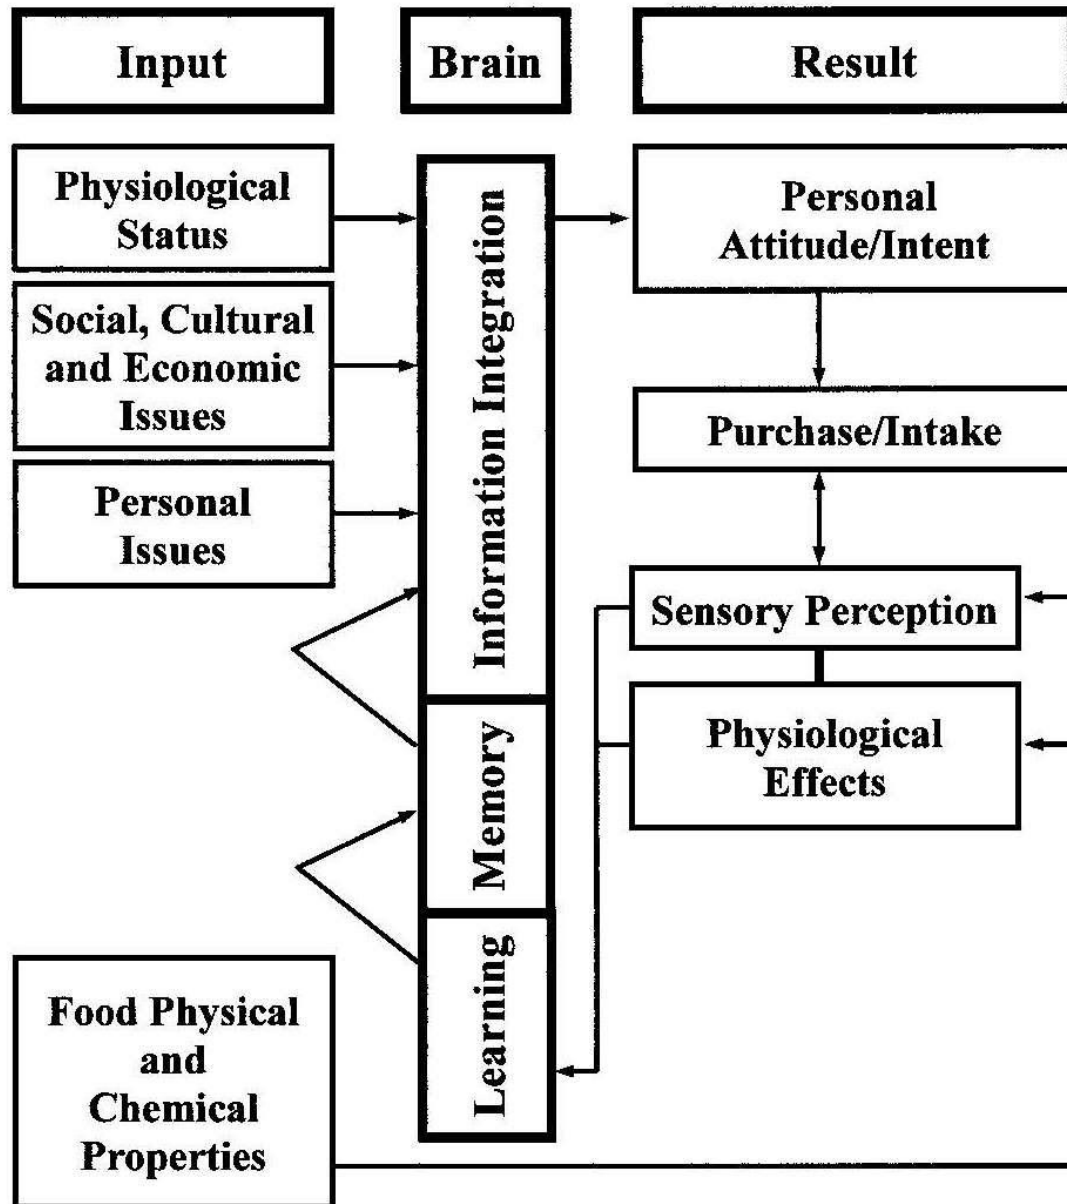 Input
Brain
Result
Physiological
Status
Social, Cultural
and Economic
Issues
Personal
Issues
Food Physical
and
Chemical
Properties
Information Integration
Memory
Learning
Personal
Attitude/Intent
Purchase/Intake
Sensory Perception
Physiological
Effects